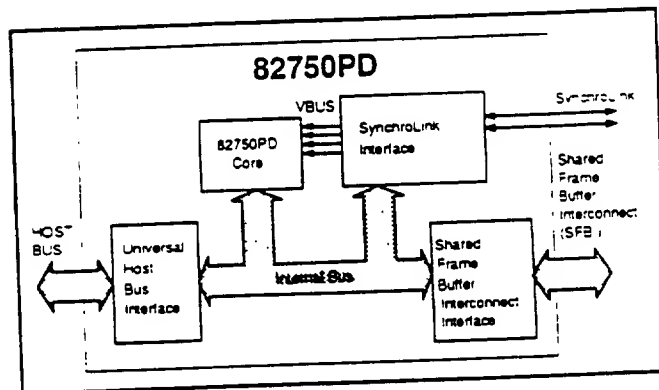 82750PD
VBUS
SynchroLink
82750PD
Core
SynchroLink
Interface
Shared
Frame
Buffer
Interconnect
(SFBI)
HOST
BUS
Universal
Host
Bus
Interface
Internal Bus
Shared
Frame
Buffer
Interconnect
Interface